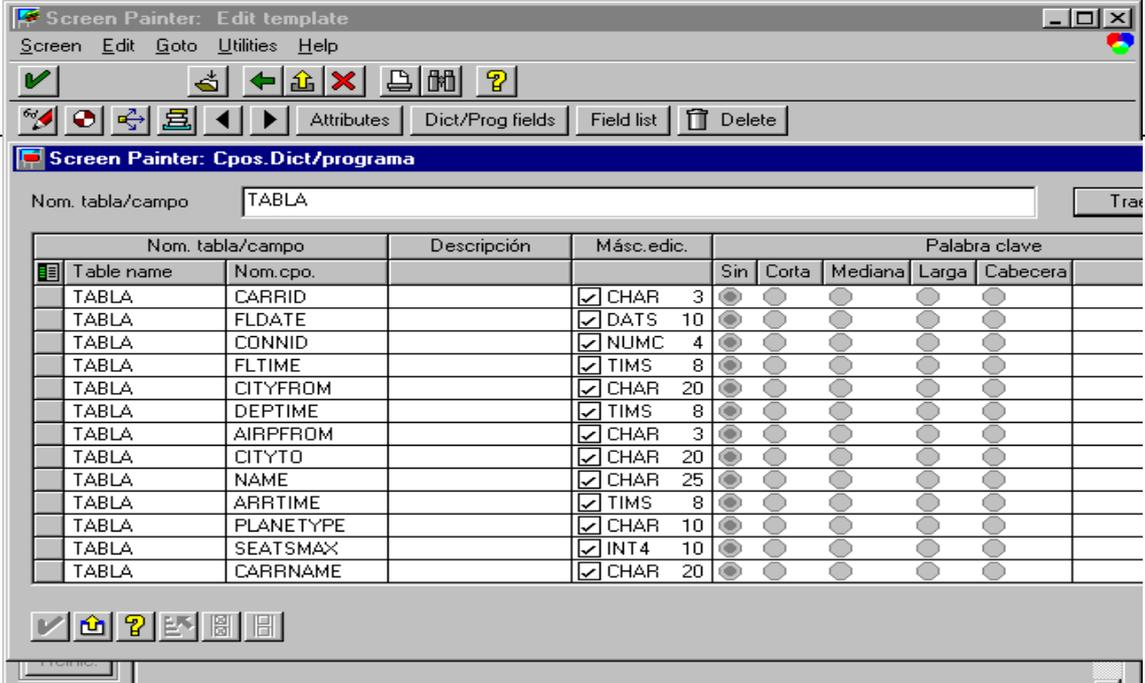 Screen Painter: Edit template
Screen Edit Goto Utilities Help
Attributes Dict/Prog fields Field list Delete
Screen Painter: Cpos.Dict/programa
Nom. tabla/campo TABLA
Nom. tabla/campo Descripción Másc.edic. Palabra clave
Table name Nom.cpo. Sin Corta Mediana Larga Cabecera
TABLA CARRID CHAR 3
TABLA FLDATE DATS 10
TABLA CONNID NUMC 4
TABLA FLTIME TIMS 8
TABLA CITYFROM CHAR 20
TABLA DEPTIME TIMS 8
TABLA AIRPFROM CHAR 3
TABLA CITYTO CHAR 20
TABLA NAME CHAR 25
TABLA ARRTIME TIMS 8
TABLA PLANETYPE CHAR 10
TABLA SEATSMAX INT4 10
TABLA CARRNAME CHAR 20